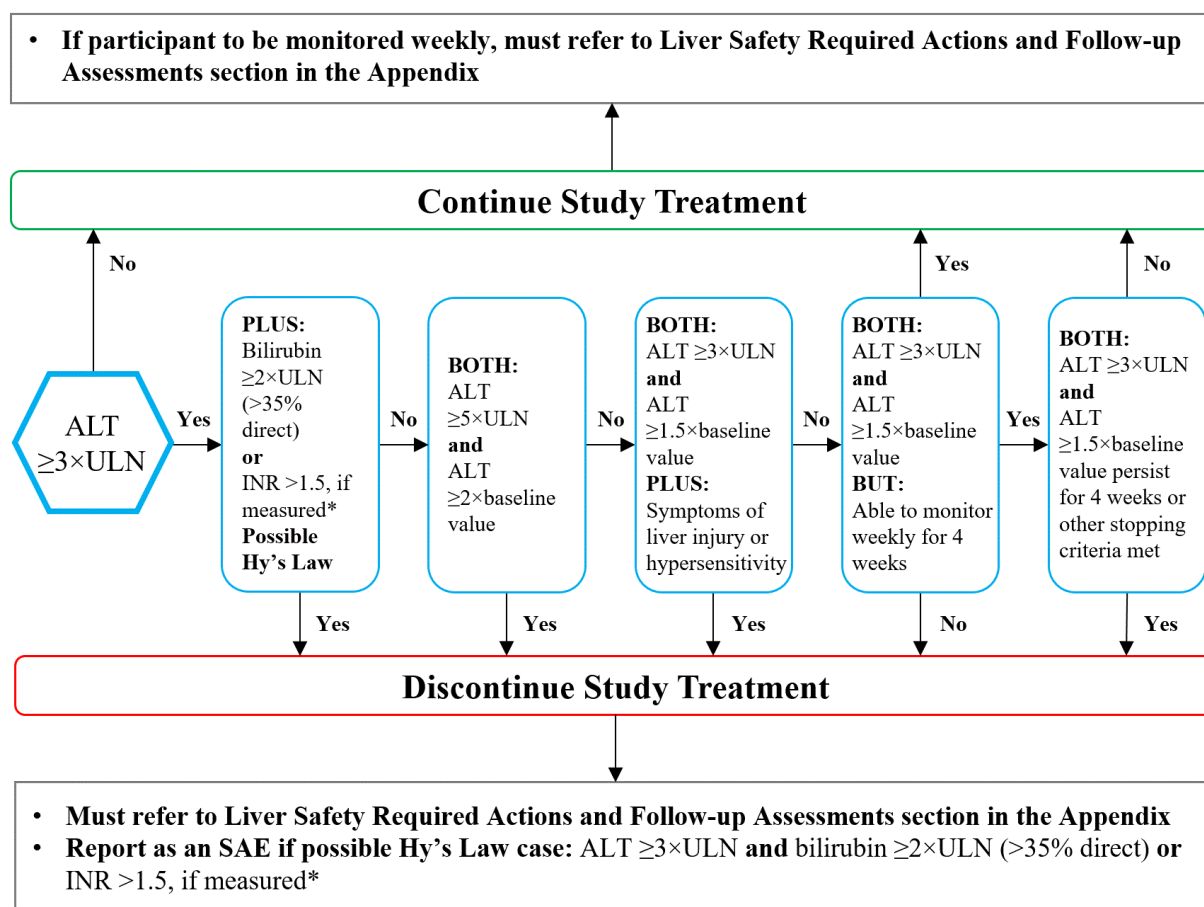 • If participant to be monitored weekly, must refer to Liver Safety Required Actions and Follow-up
Assessments section in the Appendix
Continue Study Treatment
No
Yes
No
ALT
≥3×ULN
Yes
PLUS:
Bilirubin
≥2×ULN
(>35%
direct)
or
INR >1.5, if
measured*
Possible
Hy’s Law
No
BOTH:
ALT
≥5×ULN
and
ALT
≥2×baseline
value
No
BOTH:
ALT ≥3×ULN
and
ALT
≥1.5×baseline
value
PLUS:
Symptoms of
liver injury or
hypersensitivity
No
BOTH:
ALT ≥3×ULN
and
ALT
≥1.5×baseline
value
BUT:
Able to monitor
weekly for 4
weeks
Yes
BOTH:
ALT ≥3×ULN
and
ALT
≥1.5×baseline
value persist
for 4 weeks or
other stopping
criteria met
Yes
Yes
Yes
No
Yes
Discontinue Study Treatment
• Must refer to Liver Safety Required Actions and Follow-up Assessments section in the Appendix
• Report as an SAE if possible Hy’s Law case: ALT ≥3×ULN and bilirubin ≥2×ULN (>35% direct) or
INR >1.5, if measured*